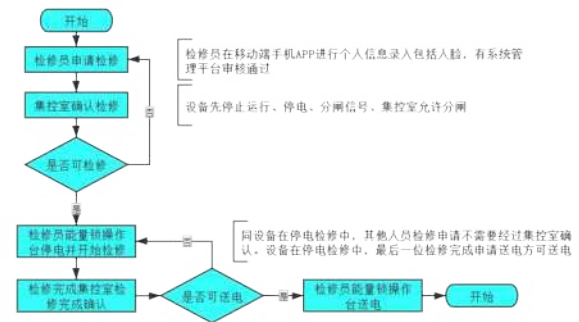 开始
检修员申请检修
检修员在移动端手机APP进行个人信息录入包括人脸，有系统管
理平台审核通过
集控室确认检修
否
设备先停止运行、停电、分闸信号、集控室允许分闸
是否可检修
是
检修员能量锁操作
台停电并开始检修
否
同设备在停电检修中，其他人员检修申请不需要经过集控室确
认。设备在停电检修中，最后一位检修完成申请送电方可送电
检修完成集控室检
修完成确认
是否可送电
是
检修员能量锁操作
台送电
开始